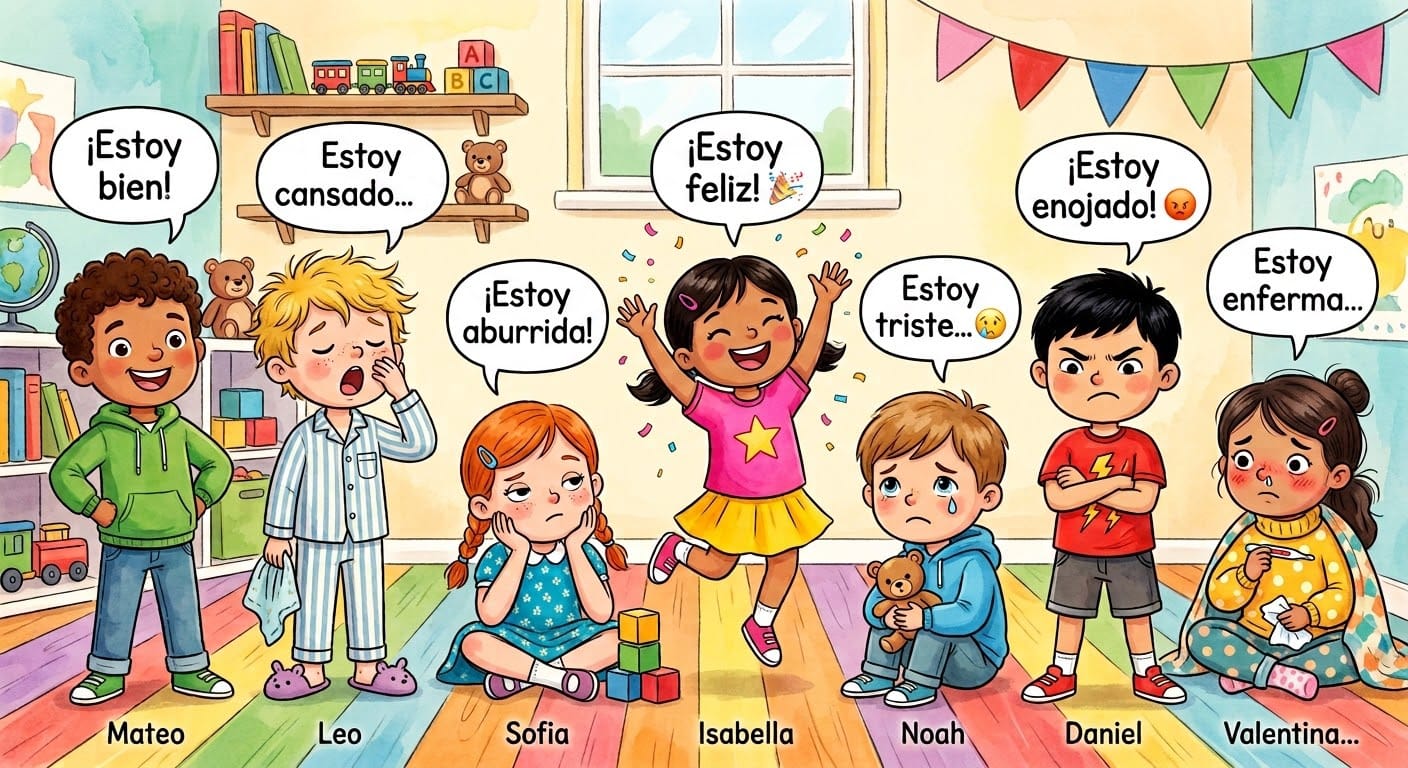 A
B C
¡Estoy
bien!
Estoy
cansado...
¡Estoy
aburrida!
¡Estoy
feliz! 🎉
Estoy
triste...😢
¡Estoy
enojado! 😡
Estoy
enferma...
Mateo
Leo
Sofia
Isabella
Noah
Daniel
Valentina...